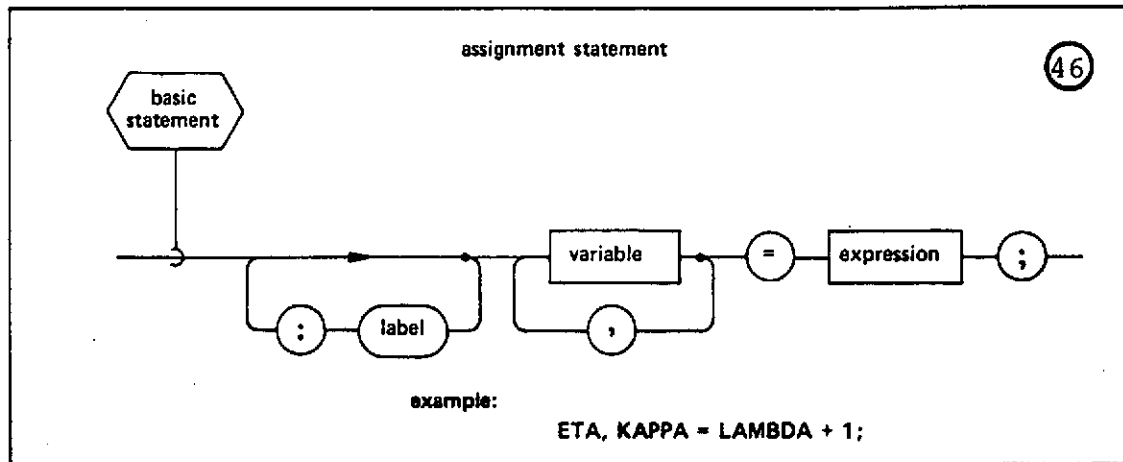 assignment statement
46
basic
statement
variable
=
expression
;
:
label
,
example:
ETA, KAPPA = LAMBDA + 1;